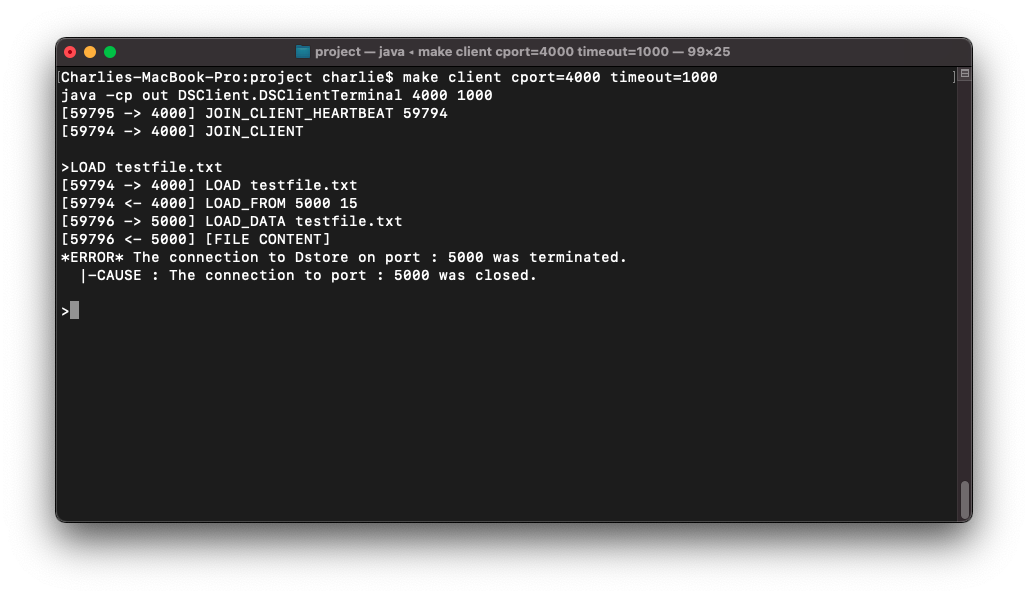 project — java ◂ make client cport=4000 timeout=1000 — 99×25
[Charlies-MacBook-Pro:project charlie$ make client cport=4000 timeout=1000 ]
java -cp out DSClient.DSClientTerminal 4000 1000
[59795 -> 4000] JOIN_CLIENT_HEARTBEAT 59794
[59794 -> 4000] JOIN_CLIENT
>LOAD testfile.txt
[59794 -> 4000] LOAD testfile.txt
[59794 <- 4000] LOAD_FROM 5000 15
[59796 -> 5000] LOAD_DATA testfile.txt
[59796 <- 5000] [FILE CONTENT]
*ERROR* The connection to Dstore on port : 5000 was terminated.
  |-CAUSE : The connection to port : 5000 was closed.
>